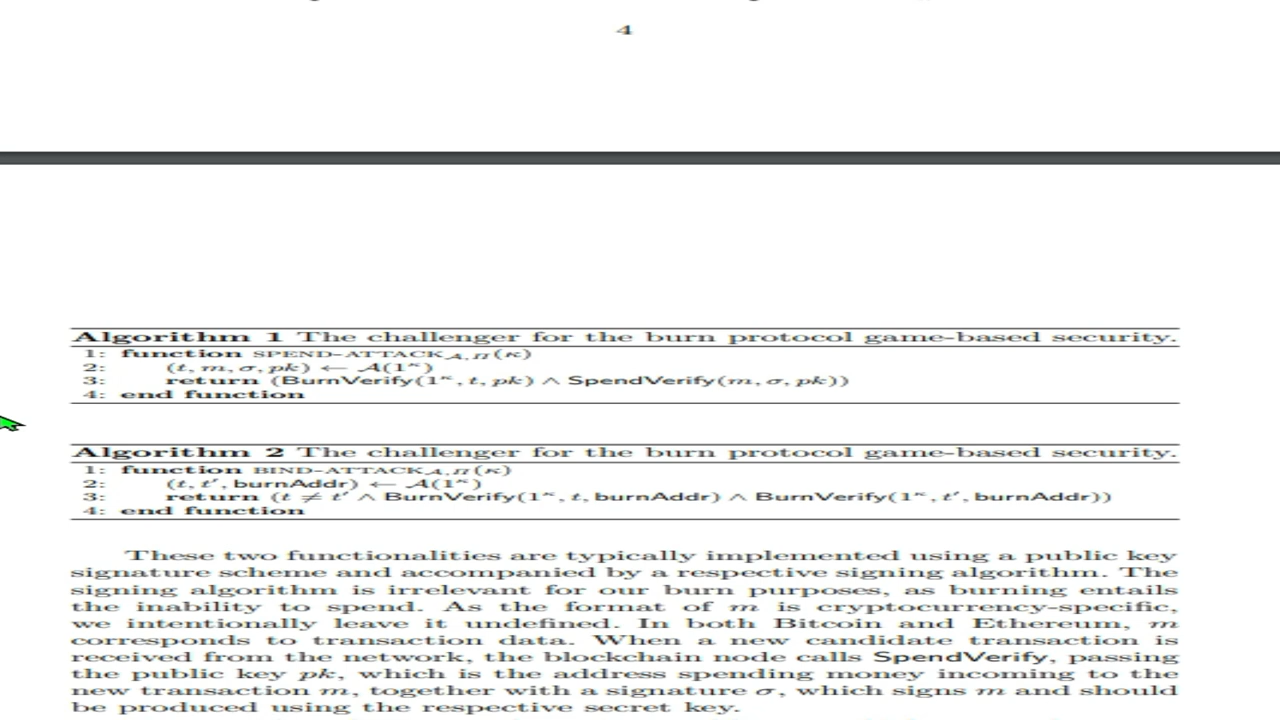 4
Algorithm 1 The challenger for the burn protocol game-based security.
1: function SPEND-ATTACK𝒜,Π(κ)
2: (t, m, σ, pk) ← 𝒜(1^κ)
3: return (BurnVerify(1^κ, t, pk) ∧ SpendVerify(m, σ, pk))
4: end function
Algorithm 2 The challenger for the burn protocol game-based security.
1: function BIND-ATTACK𝒜,Π(κ)
2: (t, t′, burnAddr) ← 𝒜(1^κ)
3: return (t ≠ t′ ∧ BurnVerify(1^κ, t, burnAddr) ∧ BurnVerify(1^κ, t′, burnAddr))
4: end function
These two functionalities are typically implemented using a public key
signature scheme and accompanied by a respective signing algorithm. The
signing algorithm is irrelevant for our burn purposes, as burning entails
the inability to spend. As the format of m is cryptocurrency-specific,
we intentionally leave it undefined. In both Bitcoin and Ethereum, m
corresponds to transaction data. When a new candidate transaction is
received from the network, the blockchain node calls SpendVerify, passing
the public key pk, which is the address spending money incoming to the
new transaction m, together with a signature σ, which signs m and should
be produced using the respective secret key.